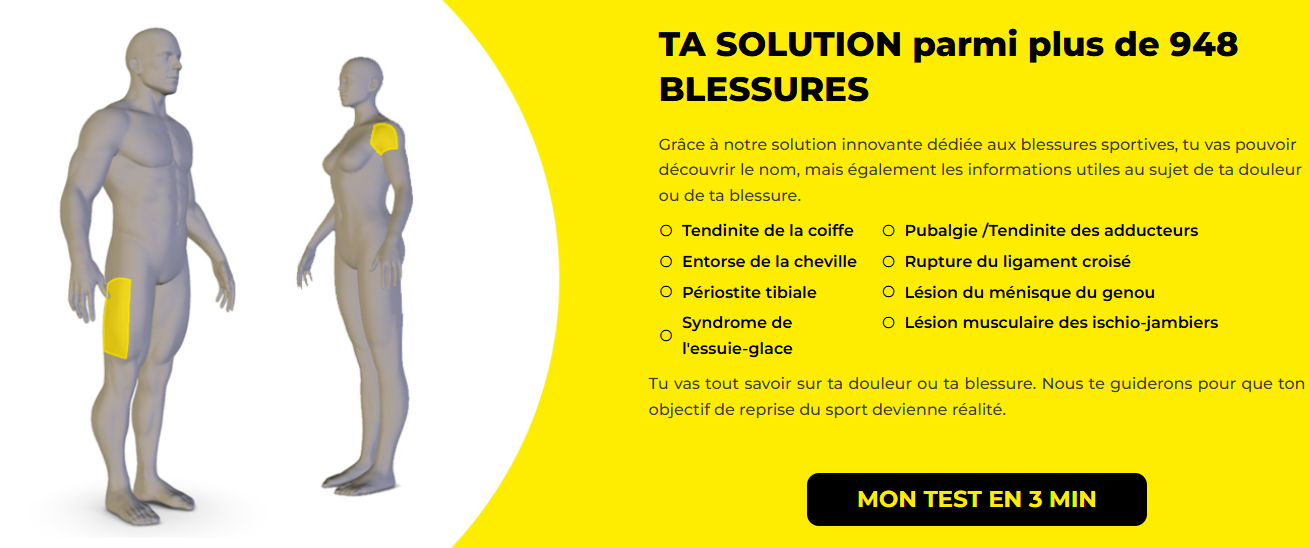 TA SOLUTION parmi plus de 948
BLESSURES
Grâce à notre solution innovante dédiée aux blessures sportives, tu vas pouvoir
découvrir le nom, mais également les informations utiles au sujet de ta douleur
ou de ta blessure.
Tendinite de la coiffe
Entorse de la cheville
Périostite tibiale
Syndrome de
l'essuie-glace
Pubalgie /Tendinite des adducteurs
Rupture du ligament croisé
Lésion du ménisque du genou
Lésion musculaire des ischio-jambiers
Tu vas tout savoir sur ta douleur ou ta blessure. Nous te guiderons pour que ton
objectif de reprise du sport devienne réalité.
MON TEST EN 3 MIN